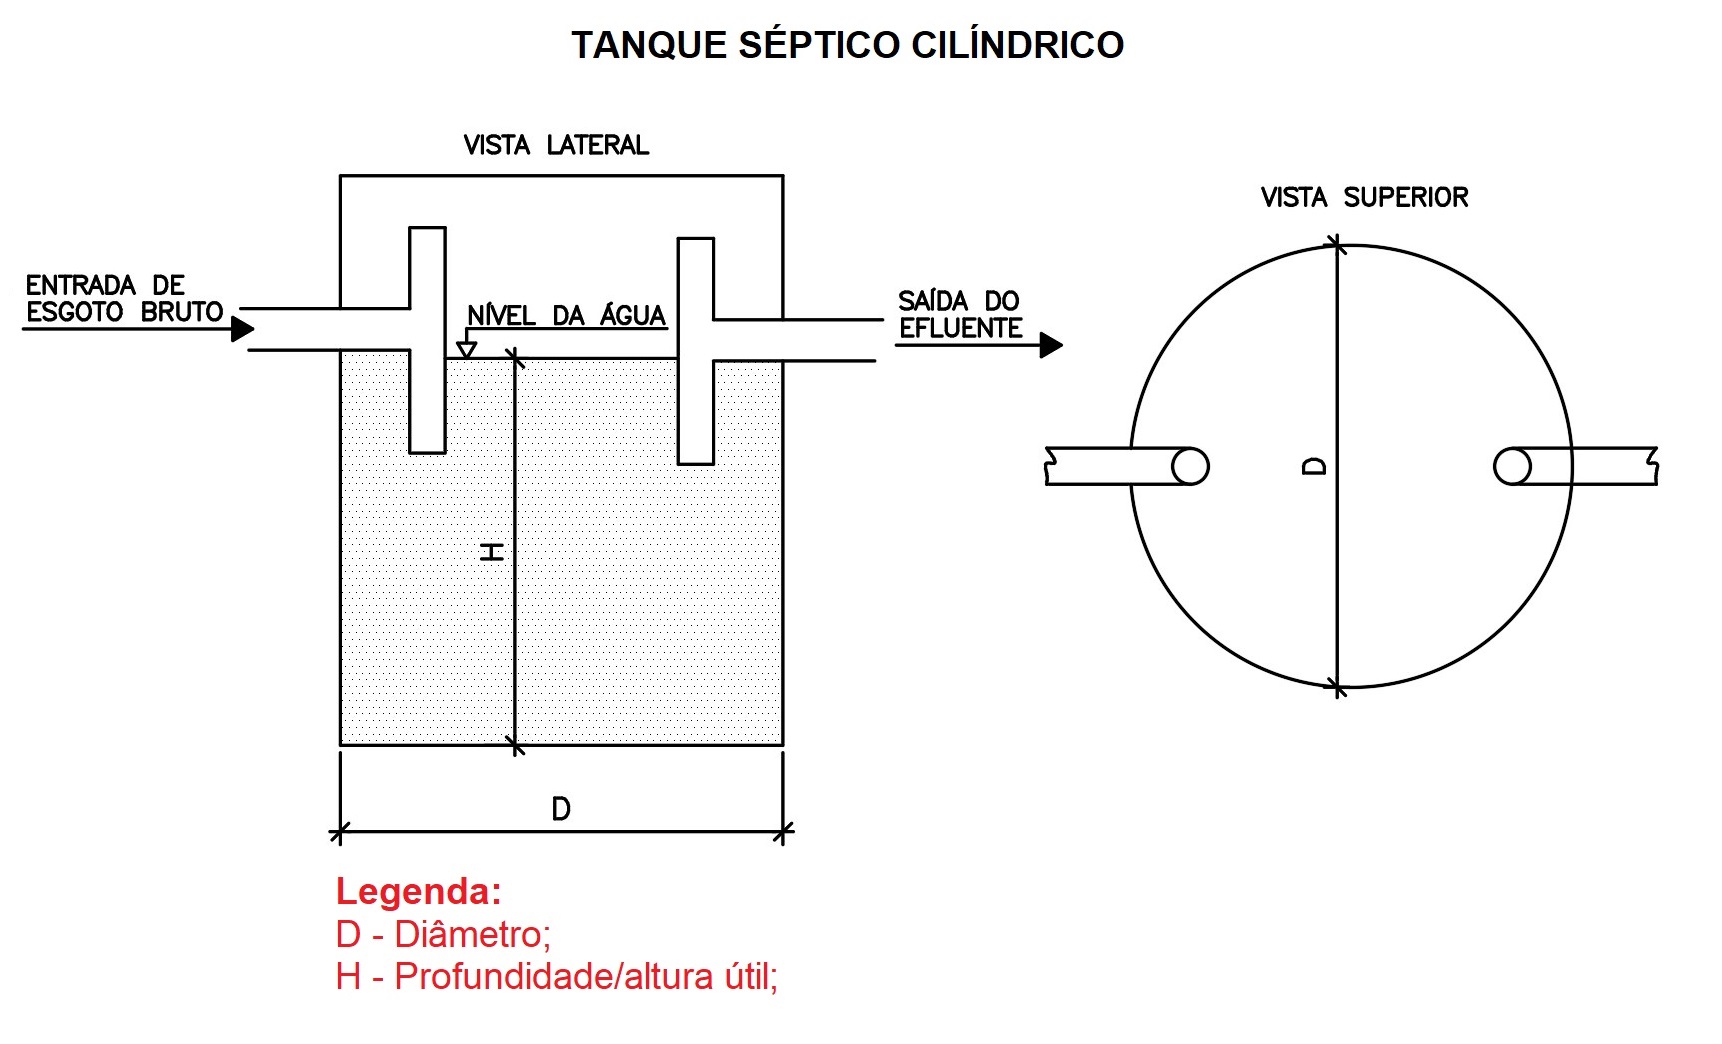 TANQUE SÉPTICO CILÍNDRICO
VISTA LATERAL
VISTA SUPERIOR
ENTRADA DE
ESGOTO BRUTO
NÍVEL DA ÁGUA
SAÍDA DO
EFLUENTE
H
D
D
Legenda:
D - Diâmetro;
H - Profundidade/altura útil;